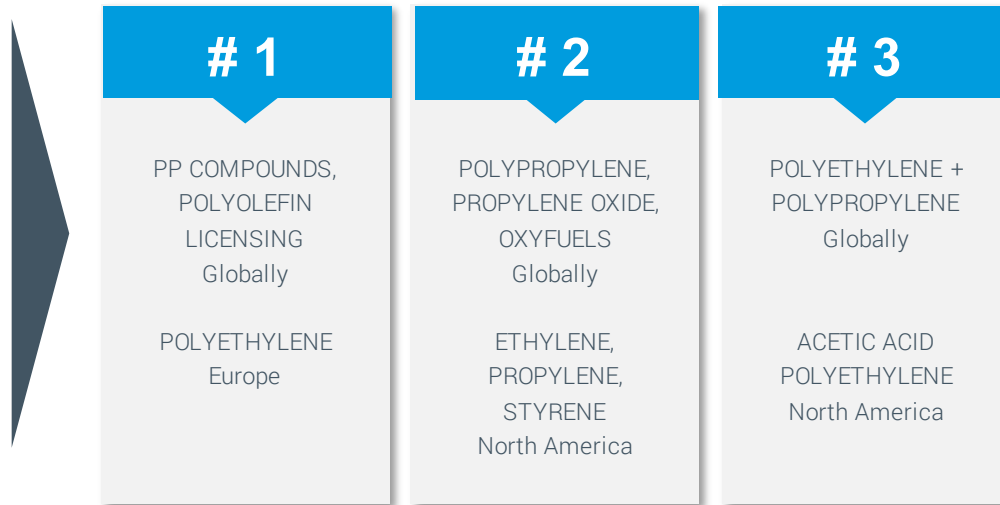 # 1
PP COMPOUNDS,
POLYOLEFIN
LICENSING
Globally
POLYETHYLENE
Europe
# 2
POLYPROPYLENE,
PROPYLENE OXIDE,
OXYFUELS
Globally
ETHYLENE,
PROPYLENE,
STYRENE
North America
# 3
POLYETHYLENE +
POLYPROPYLENE
Globally
ACETIC ACID
POLYETHYLENE
North America